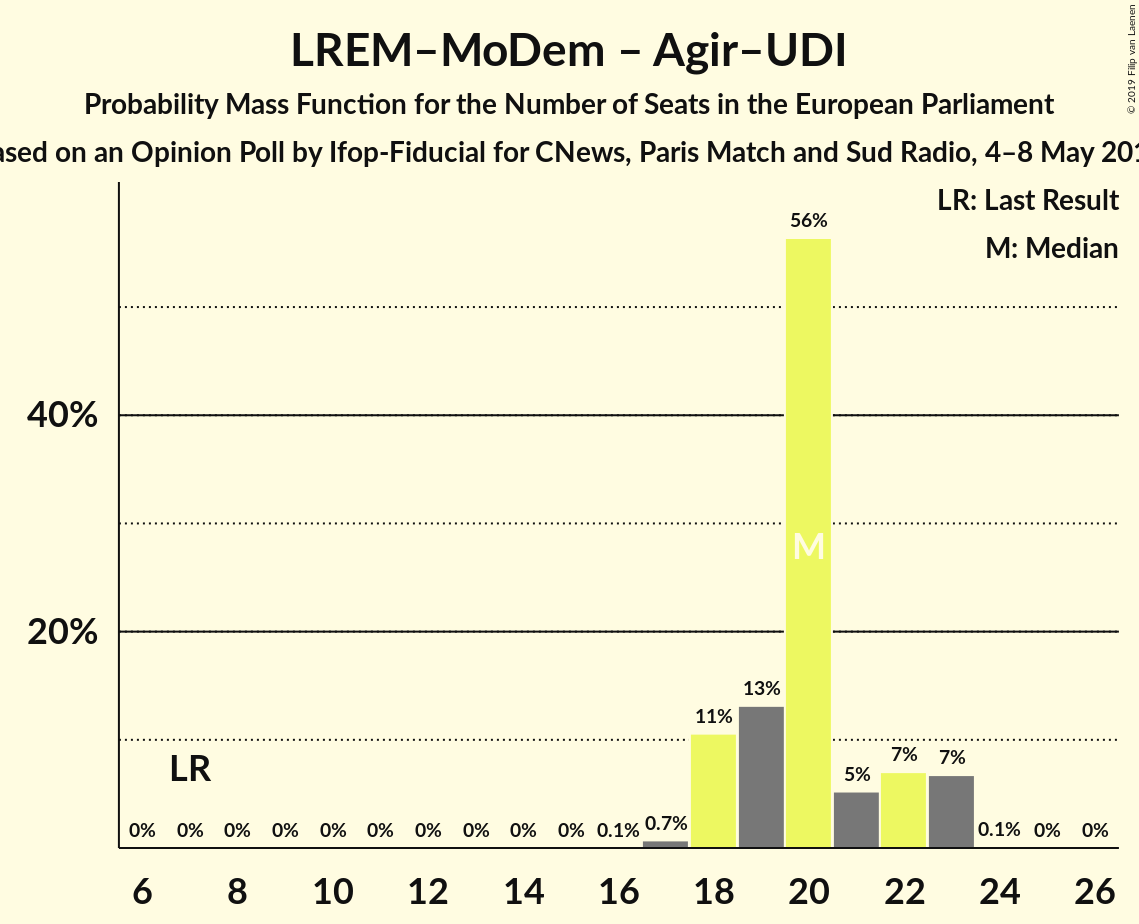 LREM–MoDem – Agir–UDI
Probability Mass Function for the Number of Seats in the European Parliament
ased on an Opinion Poll by Ifop-Fiducial for CNews, Paris Match and Sud Radio, 4–8 May 201
© 2019 Filip van Laenen
LR: Last Result
M: Median
56%
40%
M
20%
13%
11%
LR
7%
7%
5%
0% 0% 0% 0% 0% 0% 0% 0% 0% 0% 0.1% 0.7% 0.1% 0% 0%
6 8 10 12 14 16 18 20 22 24 26